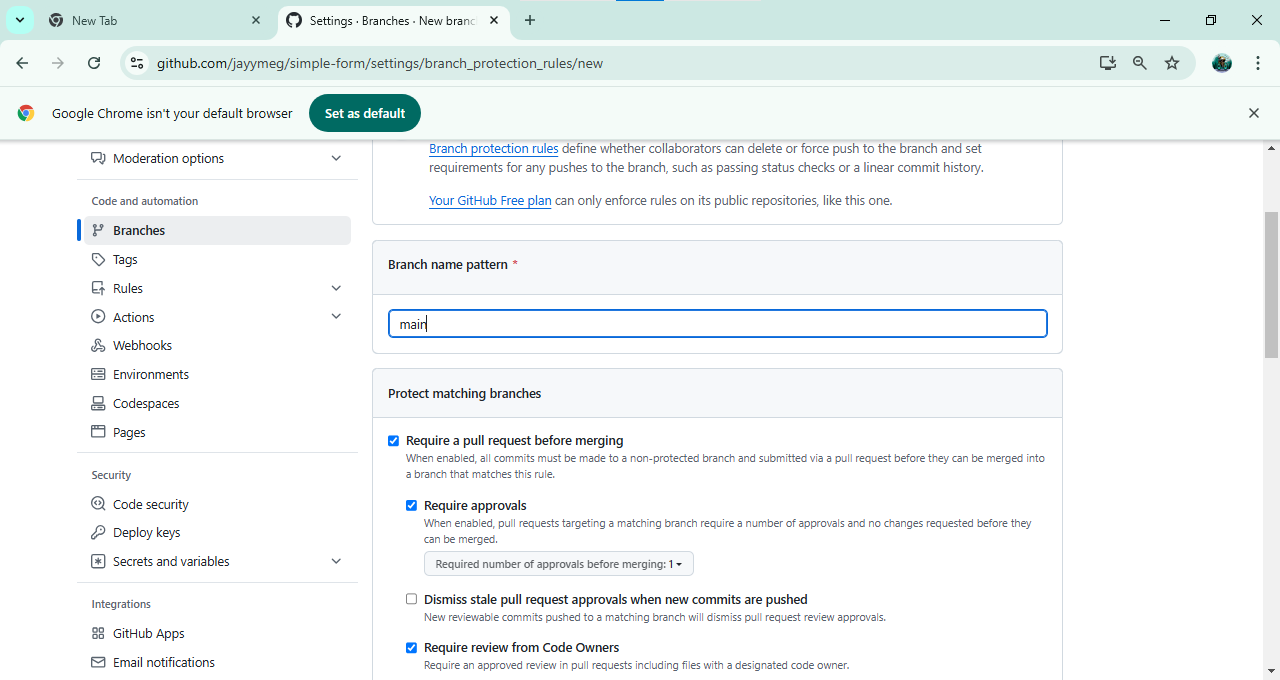 New Tab
Settings · Branches · New branc
github.com/jayymeg/simple-form/settings/branch_protection_rules/new
Google Chrome isn't your default browser
Set as default
Moderation options
Code and automation
Branches
Tags
Rules
Actions
Webhooks
Environments
Codespaces
Pages
Security
Code security
Deploy keys
Secrets and variables
Integrations
GitHub Apps
Email notifications
Branch protection rules define whether collaborators can delete or force push to the branch and set
requirements for any pushes to the branch, such as passing status checks or a linear commit history.
Your GitHub Free plan can only enforce rules on its public repositories, like this one.
Branch name pattern *
main
Protect matching branches
Require a pull request before merging
When enabled, all commits must be made to a non-protected branch and submitted via a pull request before they can be merged into
a branch that matches this rule.
Require approvals
When enabled, pull requests targeting a matching branch require a number of approvals and no changes requested before they
can be merged.
Required number of approvals before merging: 1
Dismiss stale pull request approvals when new commits are pushed
New reviewable commits pushed to a matching branch will dismiss pull request review approvals.
Require review from Code Owners
Require an approved review in pull requests including files with a designated code owner.